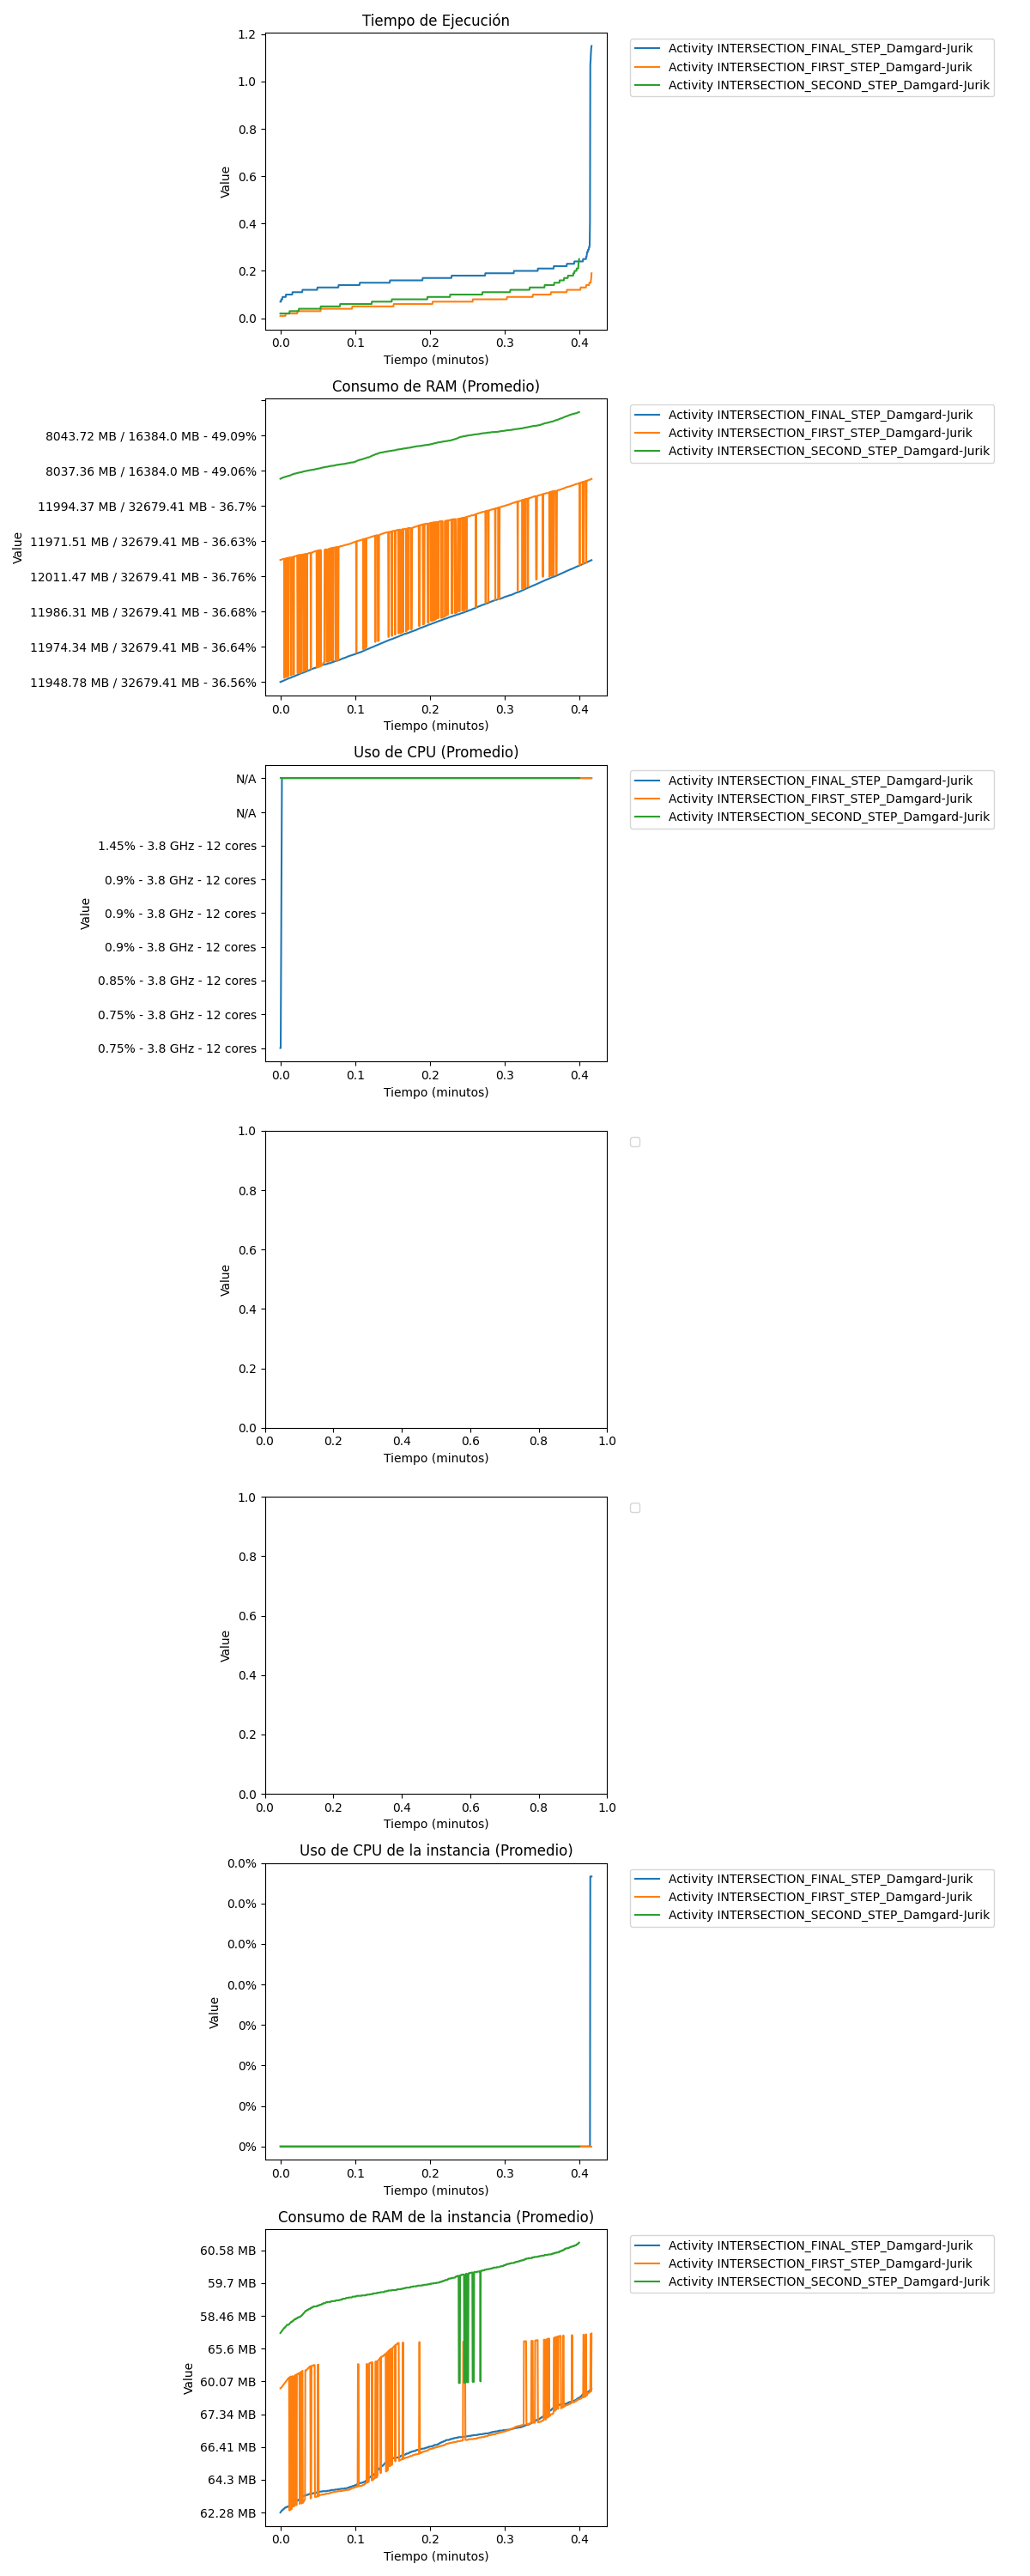 Tiempo de Ejecución
1.2
1.0
0.8
0.6
0.4
0.2
0.0
Value
0.0 0.1 0.2 0.3 0.4
Tiempo (minutos)
Activity INTERSECTION_FINAL_STEP_Damgard-Jurik
Activity INTERSECTION_FIRST_STEP_Damgard-Jurik
Activity INTERSECTION_SECOND_STEP_Damgard-Jurik
Consumo de RAM (Promedio)
8043.72 MB / 16384.0 MB - 49.09%
8037.36 MB / 16384.0 MB - 49.06%
11994.37 MB / 32679.41 MB - 36.7%
11971.51 MB / 32679.41 MB - 36.63%
12011.47 MB / 32679.41 MB - 36.76%
11986.31 MB / 32679.41 MB - 36.68%
11974.34 MB / 32679.41 MB - 36.64%
11948.78 MB / 32679.41 MB - 36.56%
Value
0.0 0.1 0.2 0.3 0.4
Tiempo (minutos)
Activity INTERSECTION_FINAL_STEP_Damgard-Jurik
Activity INTERSECTION_FIRST_STEP_Damgard-Jurik
Activity INTERSECTION_SECOND_STEP_Damgard-Jurik
Uso de CPU (Promedio)
N/A
N/A
1.45% - 3.8 GHz - 12 cores
0.9% - 3.8 GHz - 12 cores
0.9% - 3.8 GHz - 12 cores
0.9% - 3.8 GHz - 12 cores
0.85% - 3.8 GHz - 12 cores
0.75% - 3.8 GHz - 12 cores
0.75% - 3.8 GHz - 12 cores
Value
0.0 0.1 0.2 0.3 0.4
Tiempo (minutos)
Activity INTERSECTION_FINAL_STEP_Damgard-Jurik
Activity INTERSECTION_FIRST_STEP_Damgard-Jurik
Activity INTERSECTION_SECOND_STEP_Damgard-Jurik
1.0
0.8
0.6
0.4
0.2
0.0
Value
0.0 0.2 0.4 0.6 0.8 1.0
Tiempo (minutos)
1.0
0.8
0.6
0.4
0.2
0.0
Value
0.0 0.2 0.4 0.6 0.8 1.0
Tiempo (minutos)
Uso de CPU de la instancia (Promedio)
0.0%
0.0%
0.0%
0.0%
0%
0%
0%
0%
Value
0.0 0.1 0.2 0.3 0.4
Tiempo (minutos)
Activity INTERSECTION_FINAL_STEP_Damgard-Jurik
Activity INTERSECTION_FIRST_STEP_Damgard-Jurik
Activity INTERSECTION_SECOND_STEP_Damgard-Jurik
Consumo de RAM de la instancia (Promedio)
60.58 MB
59.7 MB
58.46 MB
65.6 MB
60.07 MB
67.34 MB
66.41 MB
64.3 MB
62.28 MB
Value
0.0 0.1 0.2 0.3 0.4
Tiempo (minutos)
Activity INTERSECTION_FINAL_STEP_Damgard-Jurik
Activity INTERSECTION_FIRST_STEP_Damgard-Jurik
Activity INTERSECTION_SECOND_STEP_Damgard-Jurik